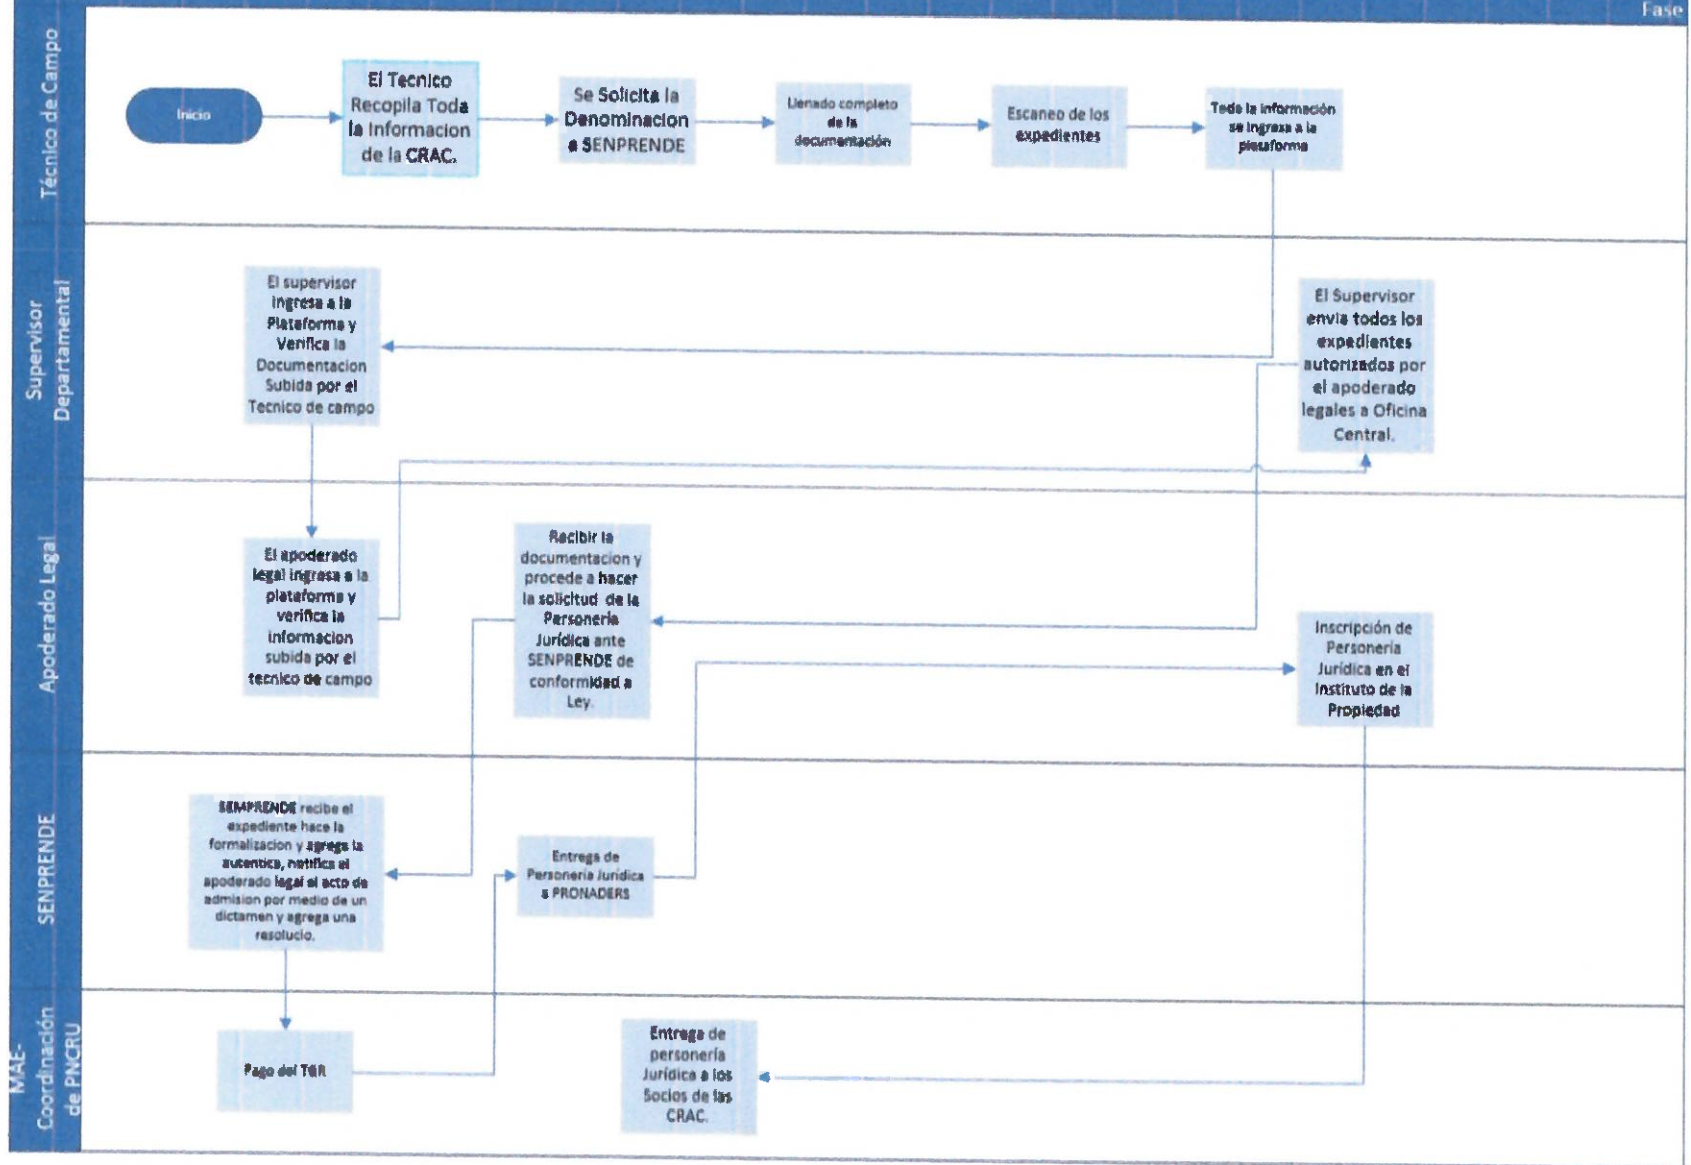 Fase
Técnico de Campo
Inicio
El Tecnico
Recopila Toda
la Informacion
de la CRAC.
Se Solicita la
Denominacion
a SENPRENDE
Llenado completo
de la
documentación
Escaneo de los
expedientes
Toda la información
se ingresa a la
plataforma
Supervisor
Departamental
El supervisor
Ingresa a la
Plataforma y
Verifica la
Documentacion
Subida por el
Tecnico de campo
El Supervisor
envia todos los
expedientes
autorizados por
el apoderado
legales a Oficina
Central.
Apoderado Legal
El apoderado
legal ingresa a la
plataforma y
verifica la
informacion
subida por el
tecnico de campo
Recibir la
documentacion y
procede a hacer
la solicitud de la
Personería
Jurídica ante
SENPRENDE de
conformidad a
Ley.
Inscripción de
Personería
Jurídica en el
Instituto de la
Propiedad
SENPRENDE
SEMPRENDE recibe el
expediente hace la
formalizacion y agrega la
autentica, notifica al
apoderado legal el acto de
admision por medio de un
dictamen y agrega una
resolucio.
Entrega de
Personería Jurídica
a PRONADERS
MAE-
Coordinación
de PNCRU
Pago del TGR
Entrega de
personería
Jurídica a los
Socios de las
CRAC.